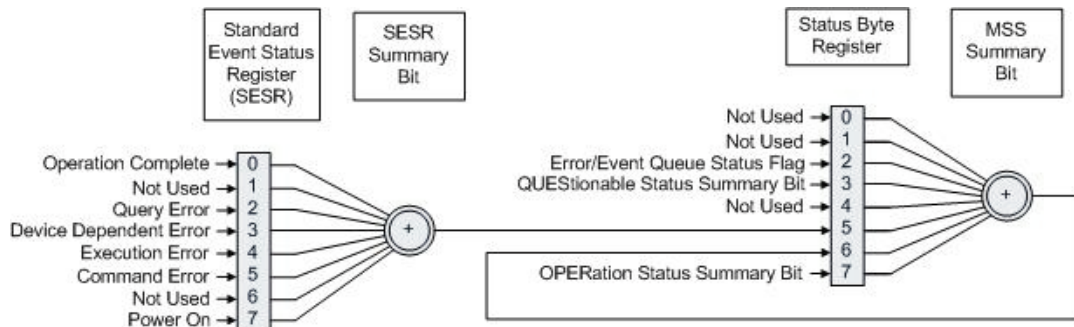 Standard
Event Status
Register
(SESR)
SESR
Summary
Bit
Status Byte
Register
MSS
Summary
Bit
Operation Complete 0
Not Used 1
Query Error 2
Device Dependent Error 3
Execution Error 4
Command Error 5
Not Used 6
Power On 7
+
Not Used 0
Not Used 1
Error/Event Queue Status Flag 2
QUEStionable Status Summary Bit 3
Not Used 4
5
6
OPERation Status Summary Bit 7
+